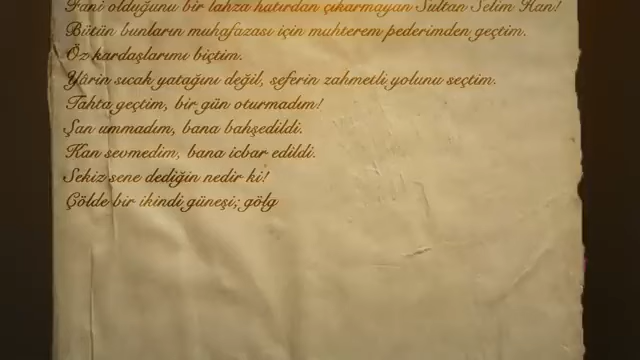 Fani olduğunu bir lahza hatırdan çıkarmayan Sultan Selim Han!
Bütün bunların muhafazası için muhterem pederimden geçtim.
Öz kardaşlarımı biçtim.
Yârin sıcak yatağını değil, seferin zahmetli yolunu seçtim.
Tahta geçtim, bir gün oturmadım!
Şan ummadım, bana bahşedildi.
Kan sevmedim, bana icbar edildi.
Sekiz sene dediğin nedir ki!
Çölde bir ikindi güneşi; gölg